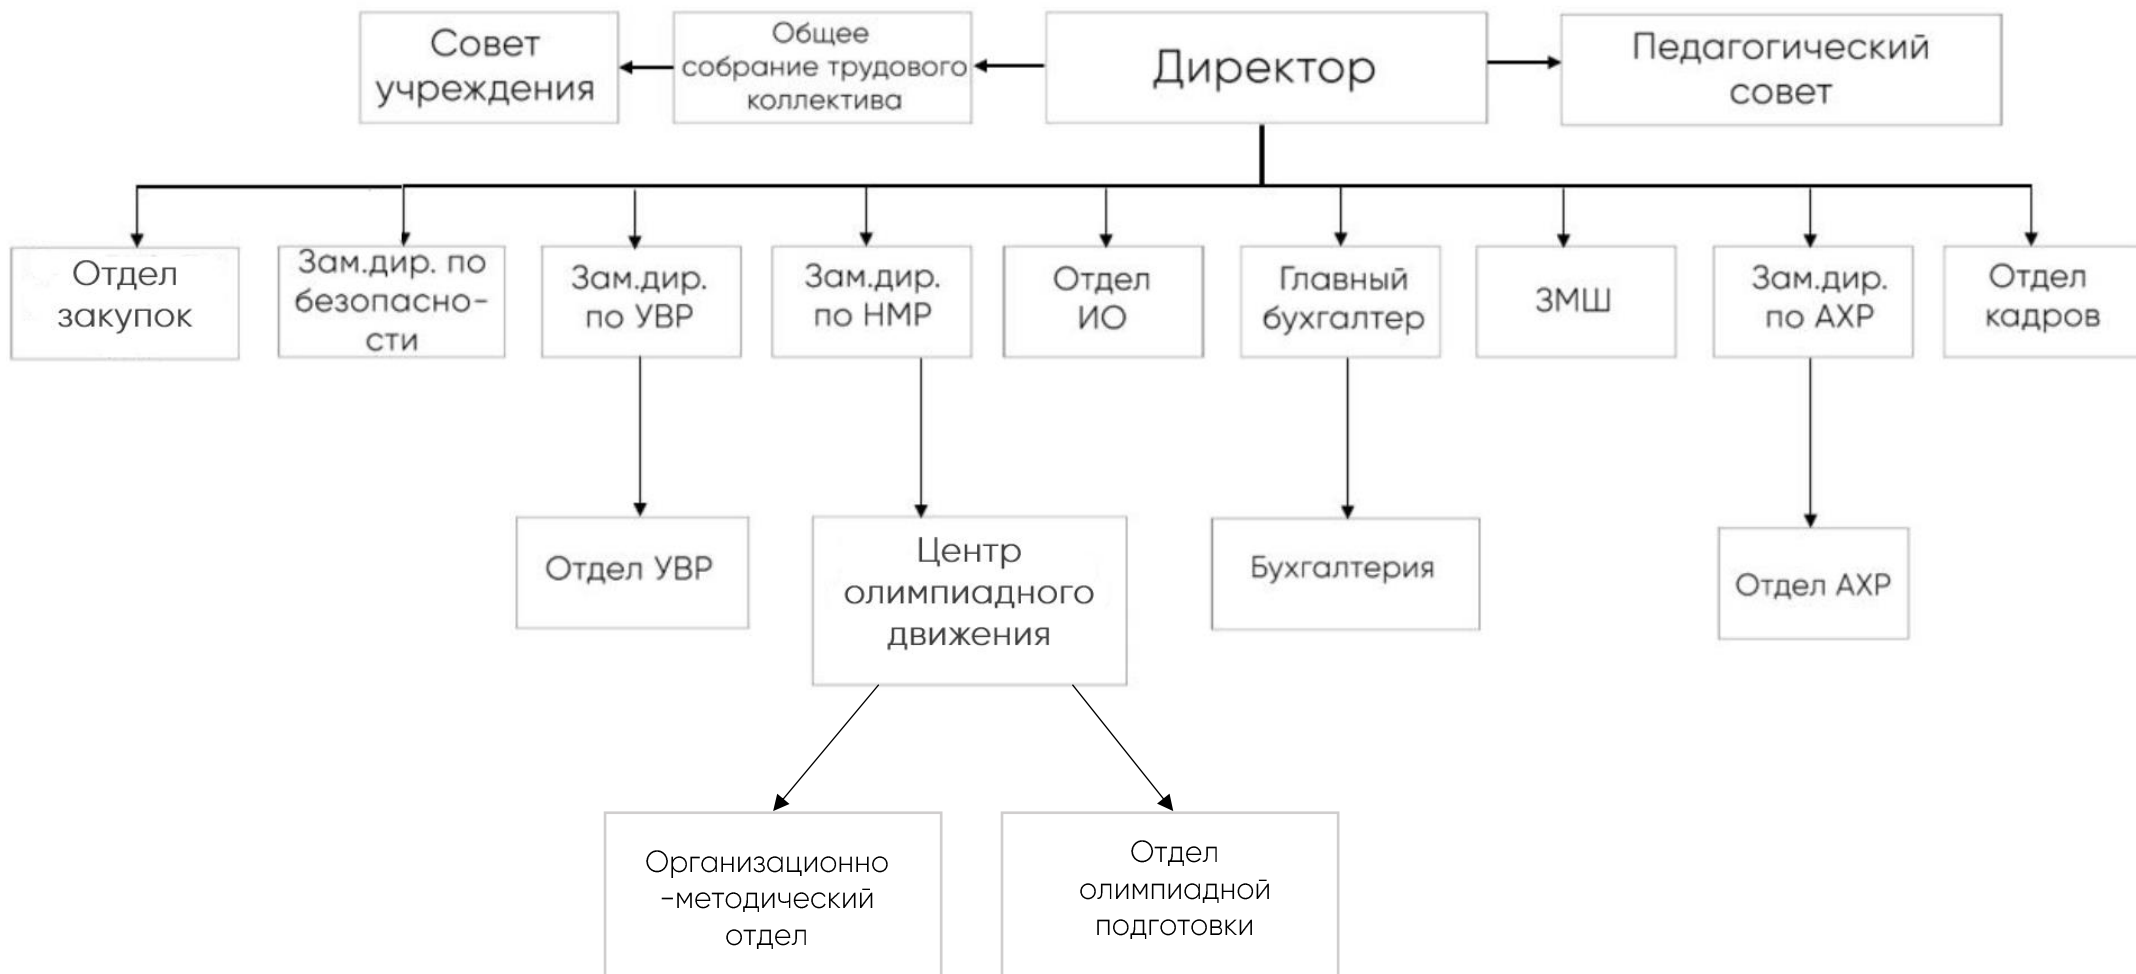 Совет
учреждения
Общее
собрание трудового
коллектива
Директор
Педагогический
совет
Отдел
закупок
Зам.дир. по
безопасно-
сти
Зам.дир.
по УВР
Зам.дир.
по НМР
Отдел
ИО
Главный
бухгалтер
ЗМШ
Зам.дир.
по АХР
Отдел
кадров
Отдел УВР
Центр
олимпиадного
движения
Бухгалтерия
Отдел АХР
Организационно
-методический
отдел
Отдел
олимпиадной
подготовки